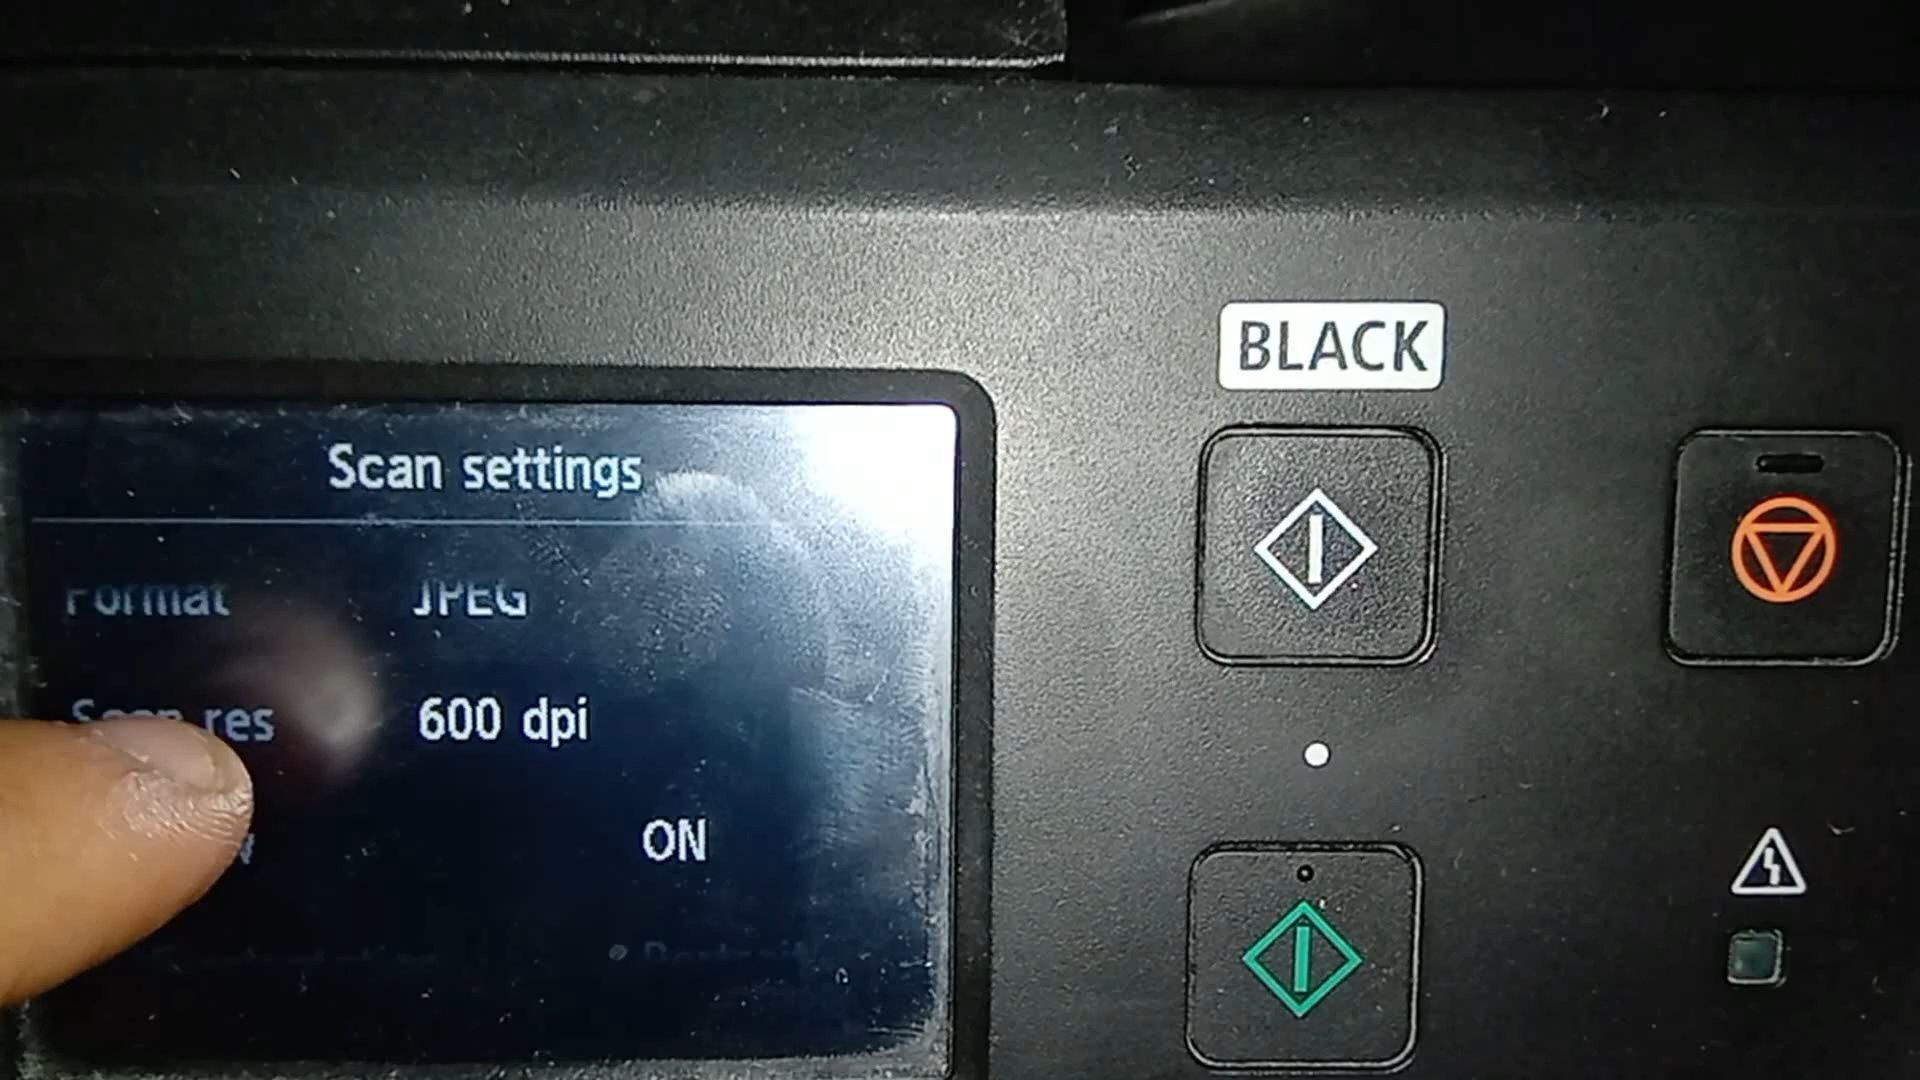 BLACK
Scan settings
Format JPEG
Scan res 600 dpi
ON